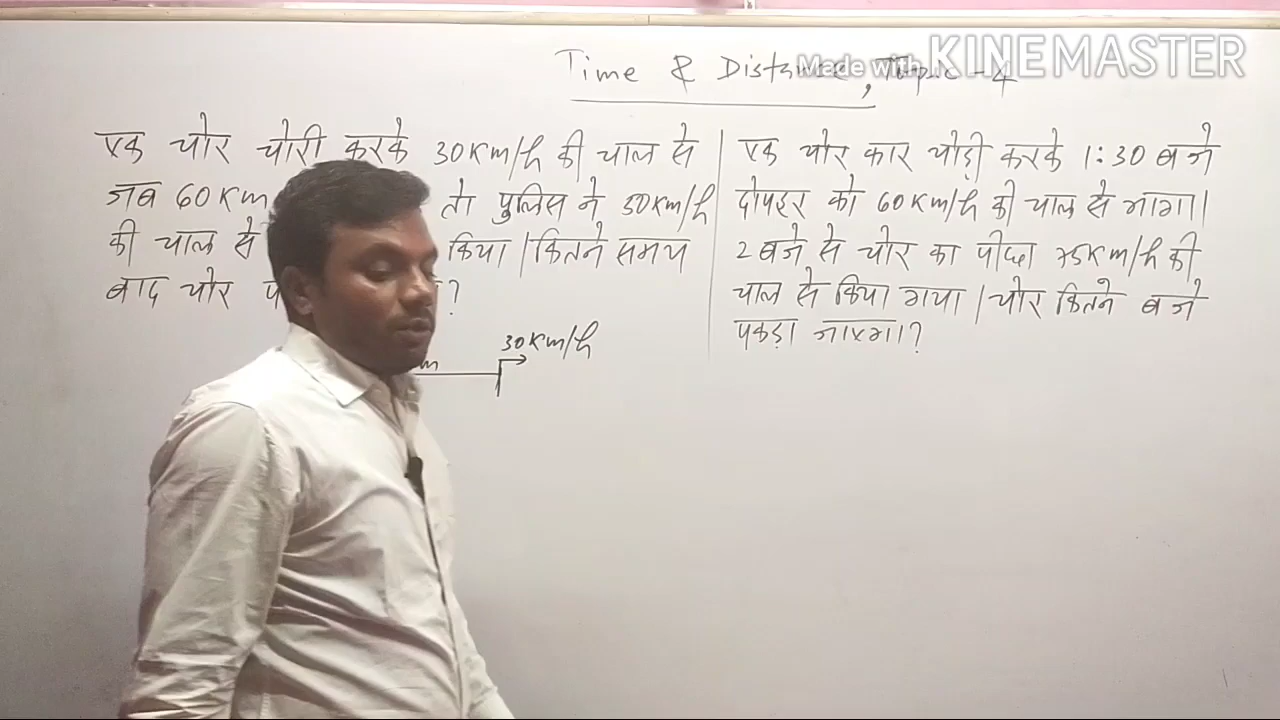 Time & Distance, Topic-4
Made with KINEMASTER
एक चोर चोरी करके 30Km/h की चाल से
जब 60Km तो पुलिस ने 50Km/h
की चाल से किया। कितने समय
बाद चोर ?
30Km/h
एक चोर कार चोड़ी करके 1:30 बजे
दोपहर को 60Km/h की चाल से भागा।
2 बजे से चोर का पीछा 75Km/h की
चाल से किया गया। चोर कितने बजे
पकड़ा जाएगा?